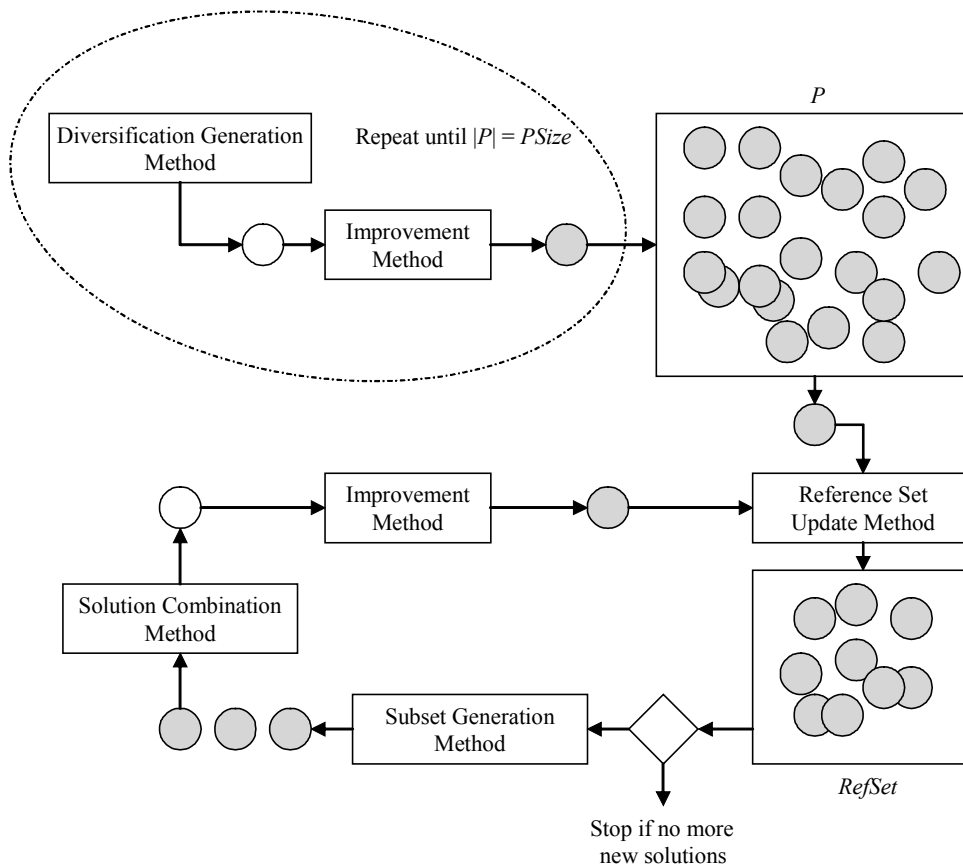 P
Diversification Generation
Method
Repeat until |P| = PSize
Improvement
Method
Improvement
Method
Reference Set
Update Method
Solution Combination
Method
Subset Generation
Method
RefSet
Stop if no more
new solutions